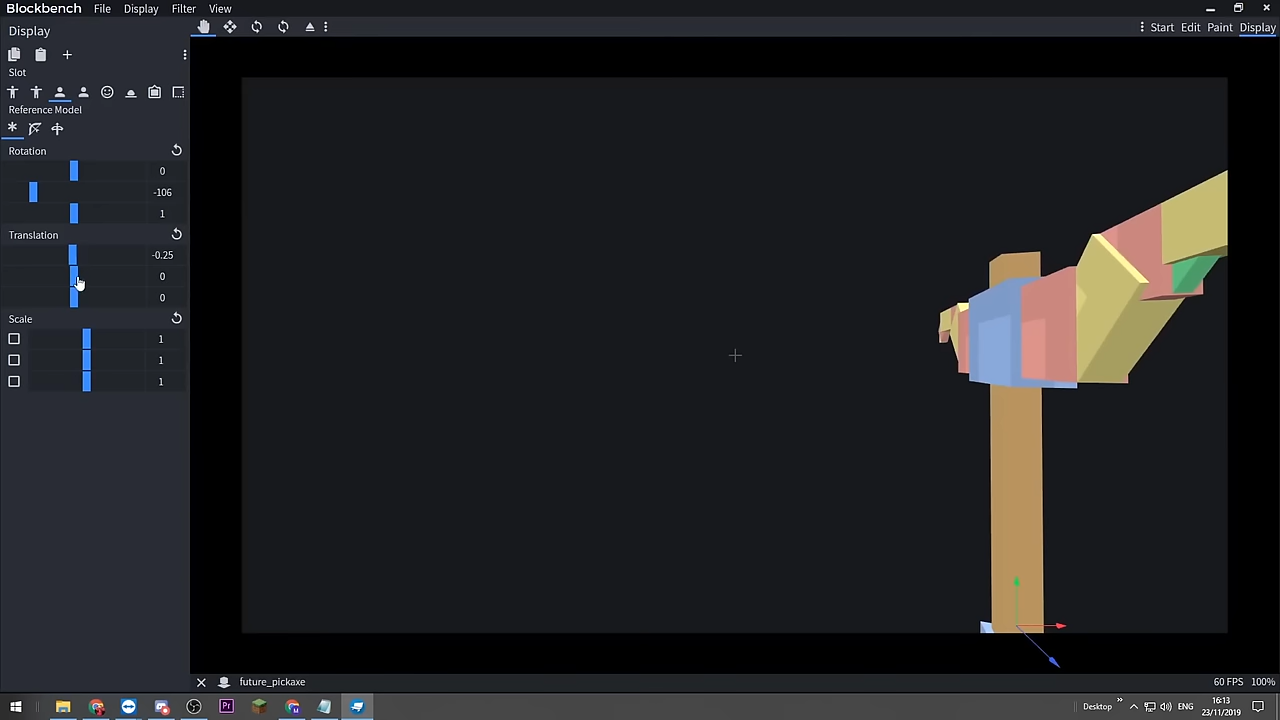 Blockbench File Display Filter View
Display
Start Edit Paint Display
Slot
Reference Model
Rotation
0
-106
1
Translation
-0.25
0
0
Scale
1
1
1
future_pickaxe
60 FPS 100%
Desktop
ENG
16:13
23/11/2019